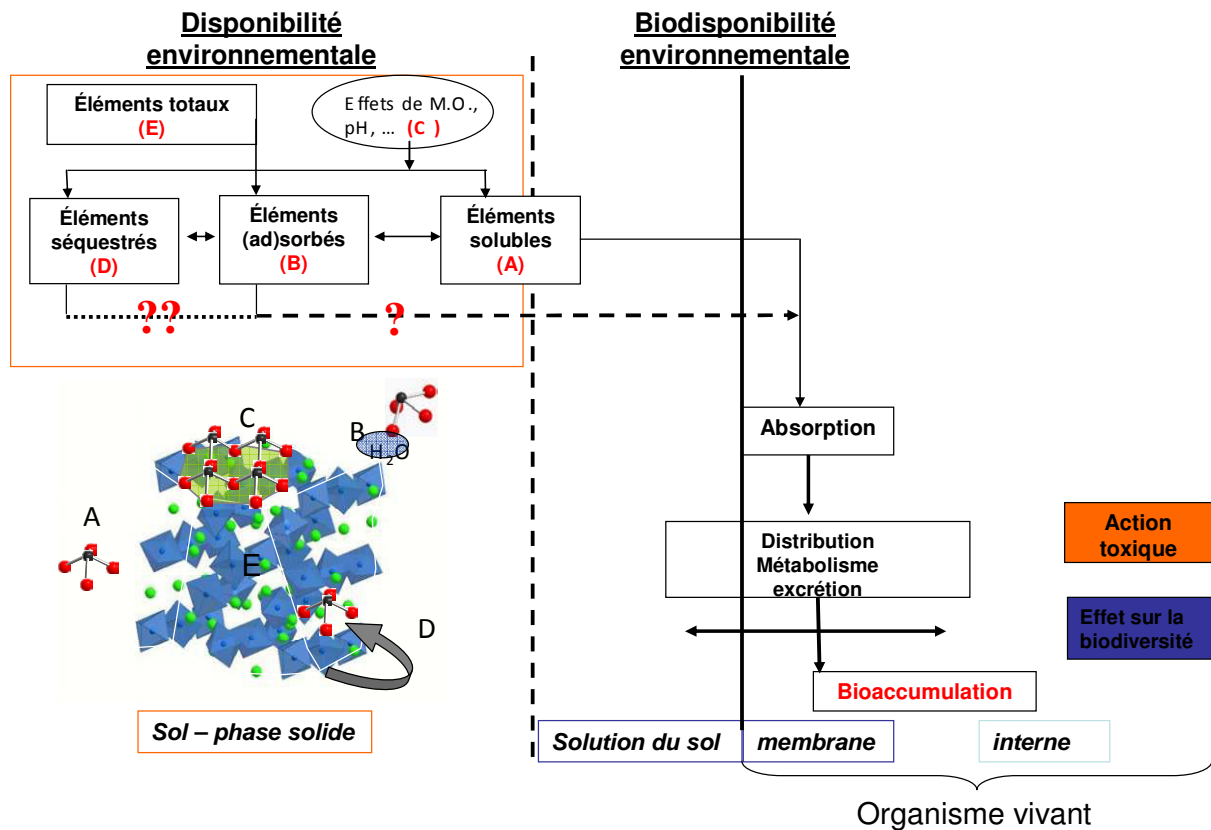 Disponibilité
environnementale
Biodisponibilité
environnementale
Éléments totaux
(E)
Effets de M.O.,
pH, ... (C )
Éléments
séquestrés
(D)
Éléments
(ad)sorbés
(B)
Éléments
solubles
(A)
??
?
C
B
H2O
A
E
D
Absorption
Distribution
Métabolisme
excrétion
Bioaccumulation
Action
toxique
Effet sur la
biodiversité
Sol – phase solide
Solution du sol
membrane
interne
Organisme vivant